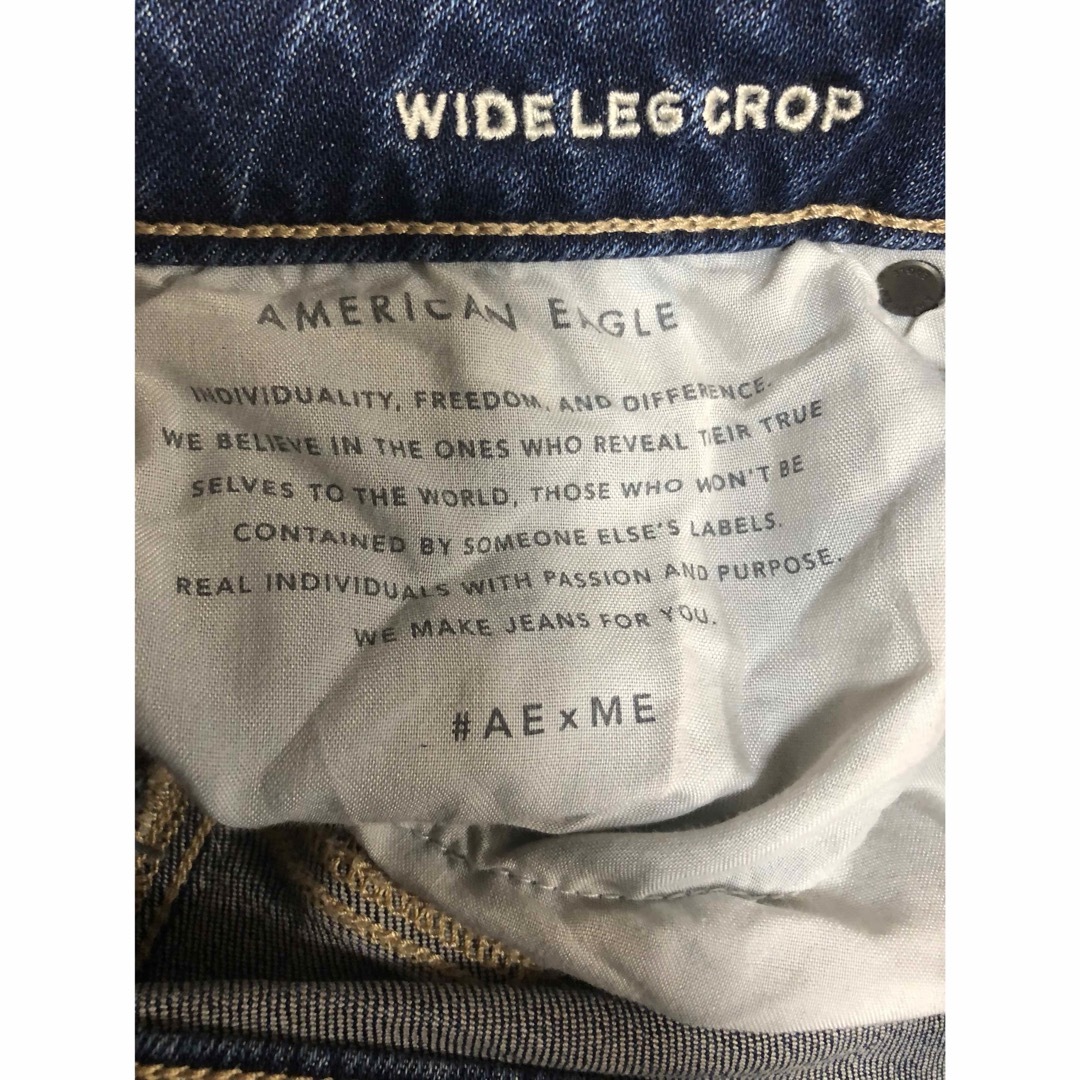 WIDE LEG CROP
AMERICAN EAGLE
INDIVIDUALITY, FREEDOM, AND DIFFERENCE.
WE BELIEVE IN THE ONES WHO REVEAL THEIR TRUE
SELVES TO THE WORLD, THOSE WHO WON'T BE
CONTAINED BY SOMEONE ELSE'S LABELS.
REAL INDIVIDUALS WITH PASSION AND PURPOSE.
WE MAKE JEANS FOR YOU.
#AExME